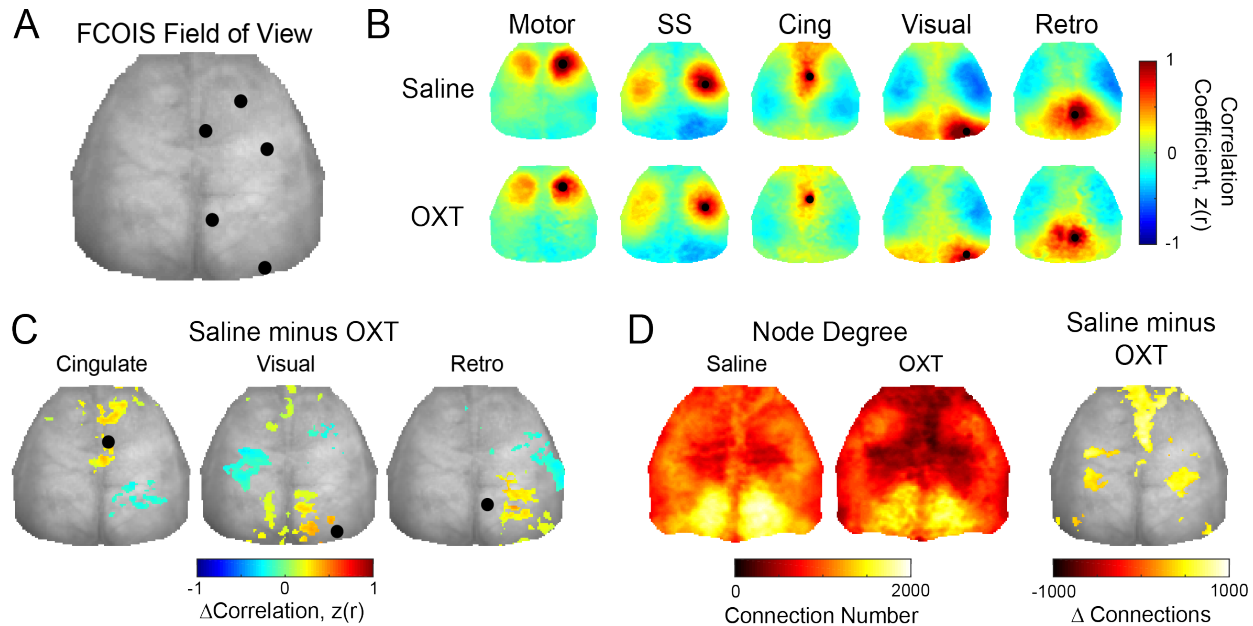 A
FCOIS Field of View
B
Motor
SS
Cing
Visual
Retro
Saline
OXT
1
0
-1
Correlation
Coefficient, z(r)
C
Saline minus OXT
Cingulate
Visual
Retro
-1
0
1
ΔCorrelation, z(r)
D
Node Degree
Saline
OXT
0
2000
Connection Number
Saline minus
OXT
-1000
1000
Δ Connections